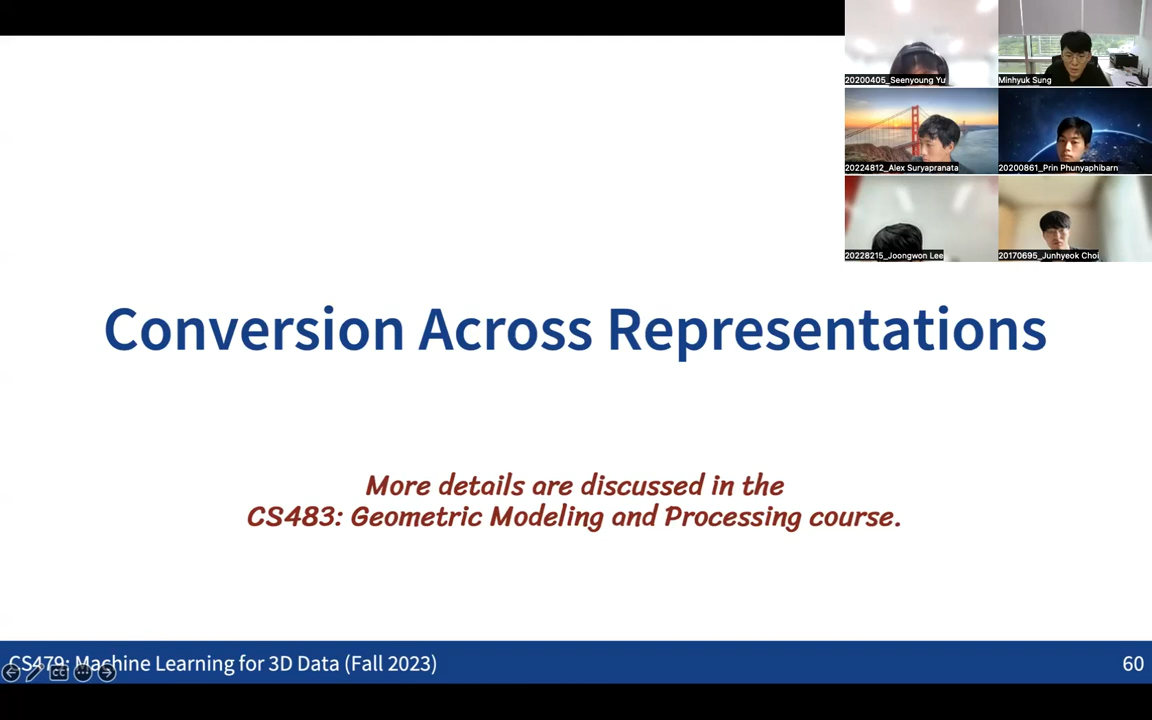 20200405_Seenyoung Yu
Minhyuk Sung
20224812_Alex Suryapranata
20200861_Prin Phunyaphibarn
20228215_Joongwon Lee
20170695_Junhyeok Choi
Conversion Across Representations
More details are discussed in the
CS483: Geometric Modeling and Processing course.
CS479: Machine Learning for 3D Data (Fall 2023)
60
CC